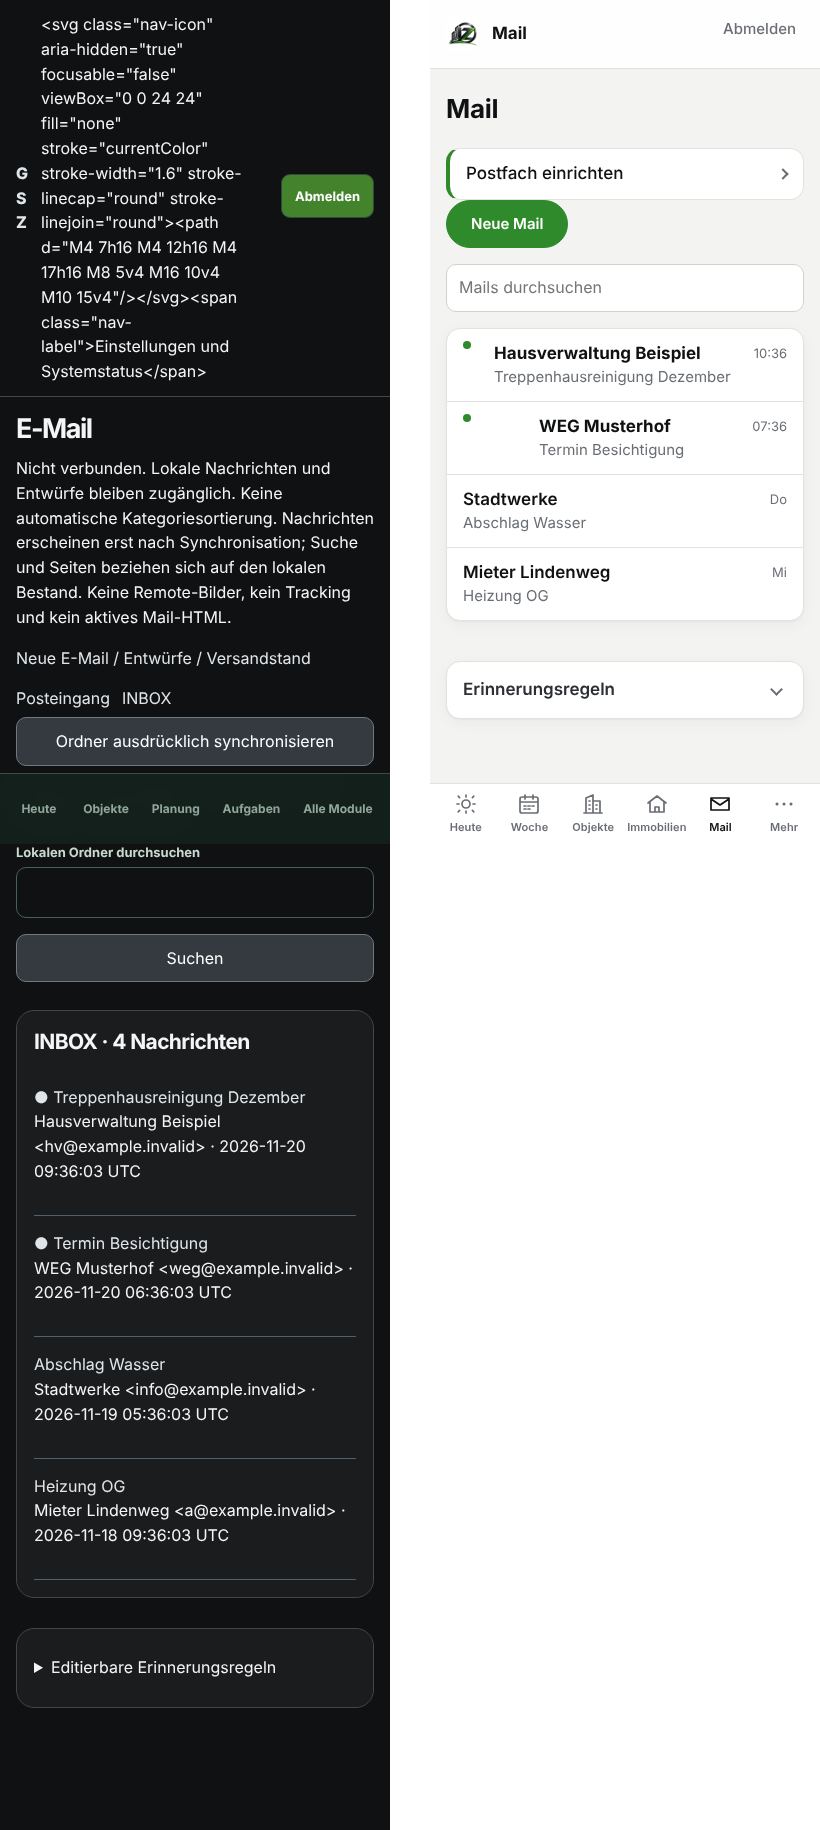 G
S
Z
<svg class="nav-icon"
aria-hidden="true"
focusable="false"
viewBox="0 0 24 24"
fill="none"
stroke="currentColor"
stroke-width="1.6" stroke-
linecap="round" stroke-
linejoin="round"><path
d="M4 7h16 M4 12h16 M4
17h16 M8 5v4 M16 10v4
M10 15v4"/></svg><span
class="nav-
label">Einstellungen und
Systemstatus</span>
Abmelden
E-Mail
Nicht verbunden. Lokale Nachrichten und
Entwürfe bleiben zugänglich. Keine
automatische Kategoriesortierung. Nachrichten
erscheinen erst nach Synchronisation; Suche
und Seiten beziehen sich auf den lokalen
Bestand. Keine Remote-Bilder, kein Tracking
und kein aktives Mail-HTML.
Neue E-Mail / Entwürfe / Versandstand
Posteingang INBOX
Ordner ausdrücklich synchronisieren
Heute Objekte Planung Aufgaben Alle Module
Lokalen Ordner durchsuchen
Suchen
INBOX · 4 Nachrichten
● Treppenhausreinigung Dezember
Hausverwaltung Beispiel
<hv@example.invalid> · 2026-11-20
09:36:03 UTC
● Termin Besichtigung
WEG Musterhof <weg@example.invalid> ·
2026-11-20 06:36:03 UTC
Abschlag Wasser
Stadtwerke <info@example.invalid> ·
2026-11-19 05:36:03 UTC
Heizung OG
Mieter Lindenweg <a@example.invalid> ·
2026-11-18 09:36:03 UTC
▶ Editierbare Erinnerungsregeln
Mail
Abmelden
Mail
Postfach einrichten
Neue Mail
Mails durchsuchen
Hausverwaltung Beispiel 10:36
Treppenhausreinigung Dezember
WEG Musterhof 07:36
Termin Besichtigung
Stadtwerke Do
Abschlag Wasser
Mieter Lindenweg Mi
Heizung OG
Erinnerungsregeln
Heute Woche Objekte Immobilien Mail Mehr